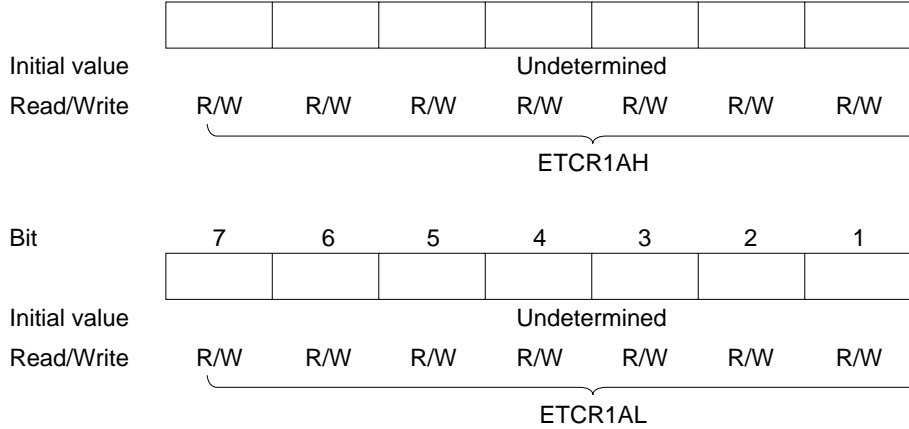 Initial value Undetermined
Read/Write R/W R/W R/W R/W R/W R/W R/W
ETCR1AH
Bit 7 6 5 4 3 2 1
Initial value Undetermined
Read/Write R/W R/W R/W R/W R/W R/W R/W
ETCR1AL